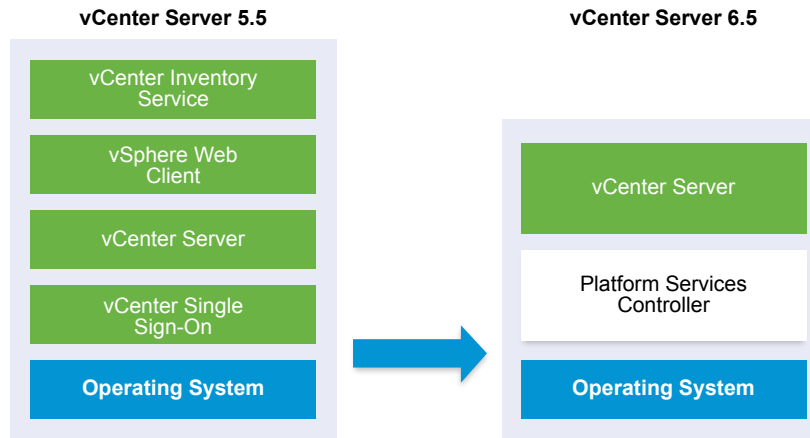 vCenter Server 5.5
vCenter Inventory
Service
vSphere Web
Client
vCenter Server
vCenter Single
Sign-On
Operating System
vCenter Server 6.5
vCenter Server
Platform Services
Controller
Operating System